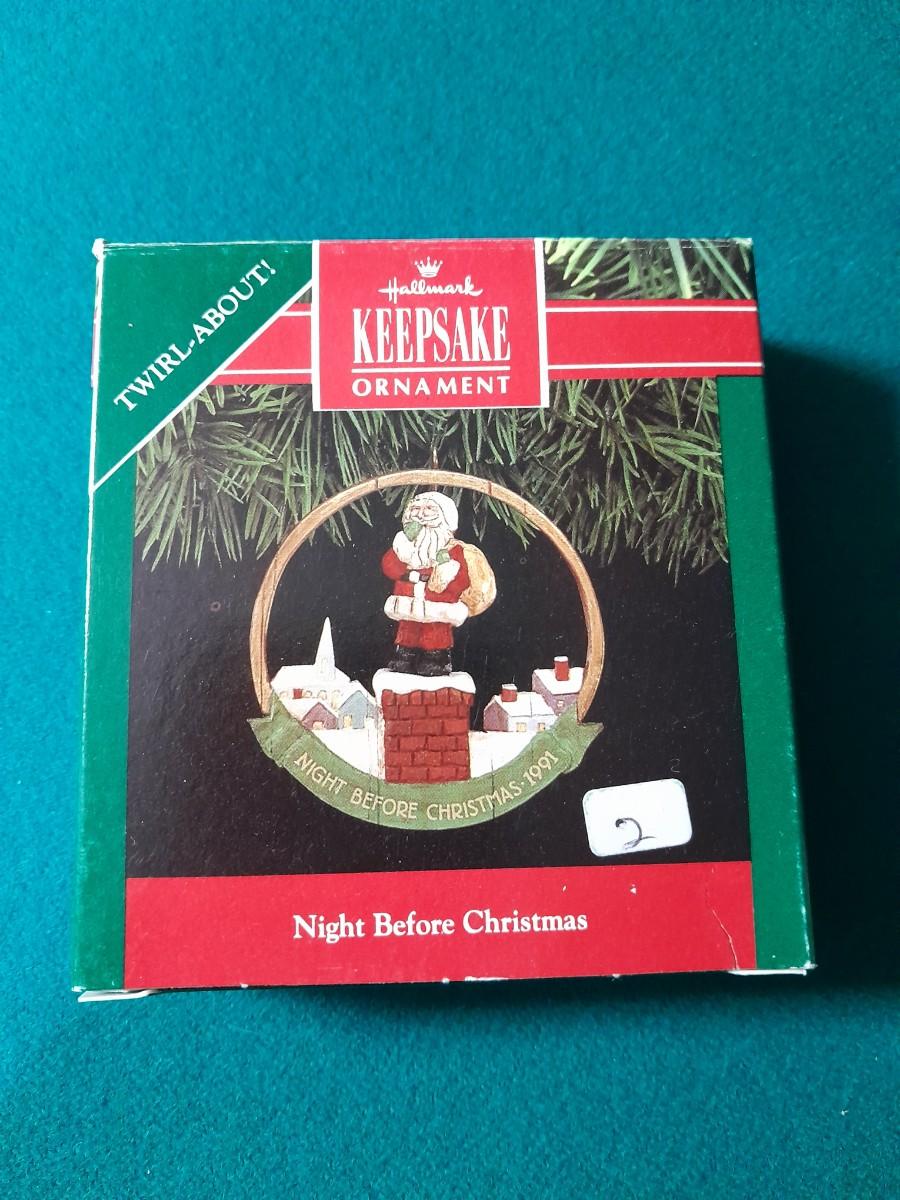 TWIRL-ABOUT!
Hallmark
KEEPSAKE
ORNAMENT
NIGHT BEFORE CHRISTMAS·1991
2
Night Before Christmas